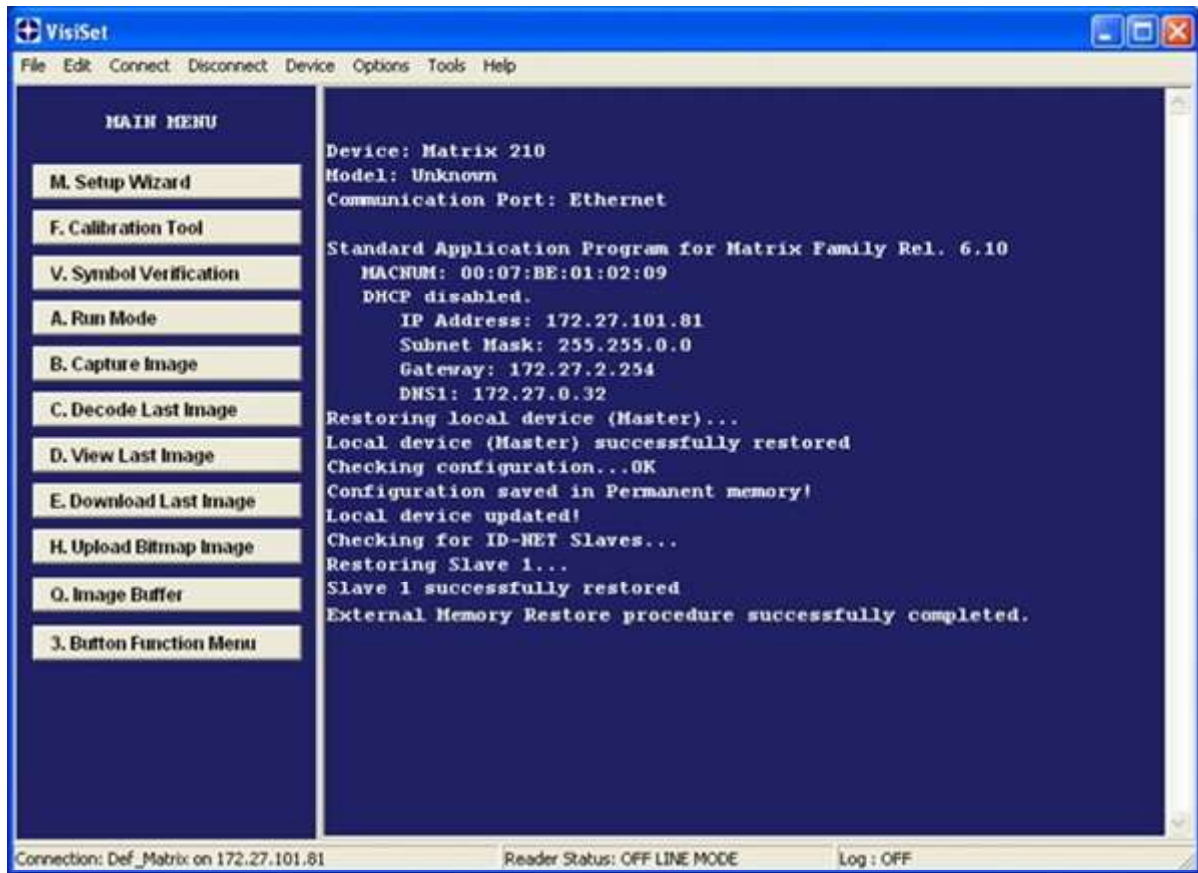 VisiSet
File Edit Connect Disconnect Device Options Tools Help
MAIN MENU
M. Setup Wizard
F. Calibration Tool
V. Symbol Verification
A. Run Mode
B. Capture Image
C. Decode Last Image
D. View Last Image
E. Download Last Image
H. Upload Bitmap Image
Q. Image Buffer
3. Button Function Menu
Device: Matrix 210
Model: Unknown
Communication Port: Ethernet
Standard Application Program for Matrix Family Rel. 6.10
MACNUM: 00:07:BE:01:02:09
DHCP disabled.
IP Address: 172.27.101.81
Subnet Mask: 255.255.0.0
Gateway: 172.27.2.254
DNS1: 172.27.0.32
Restoring local device (Master)...
Local device (Master) successfully restored
Checking configuration...OK
Configuration saved in Permanent memory!
Local device updated!
Checking for ID-NET Slaves...
Restoring Slave 1...
Slave 1 successfully restored
External Memory Restore procedure successfully completed.
Connection: Def_Matrix on 172.27.101.81 Reader Status: OFF LINE MODE Log : OFF